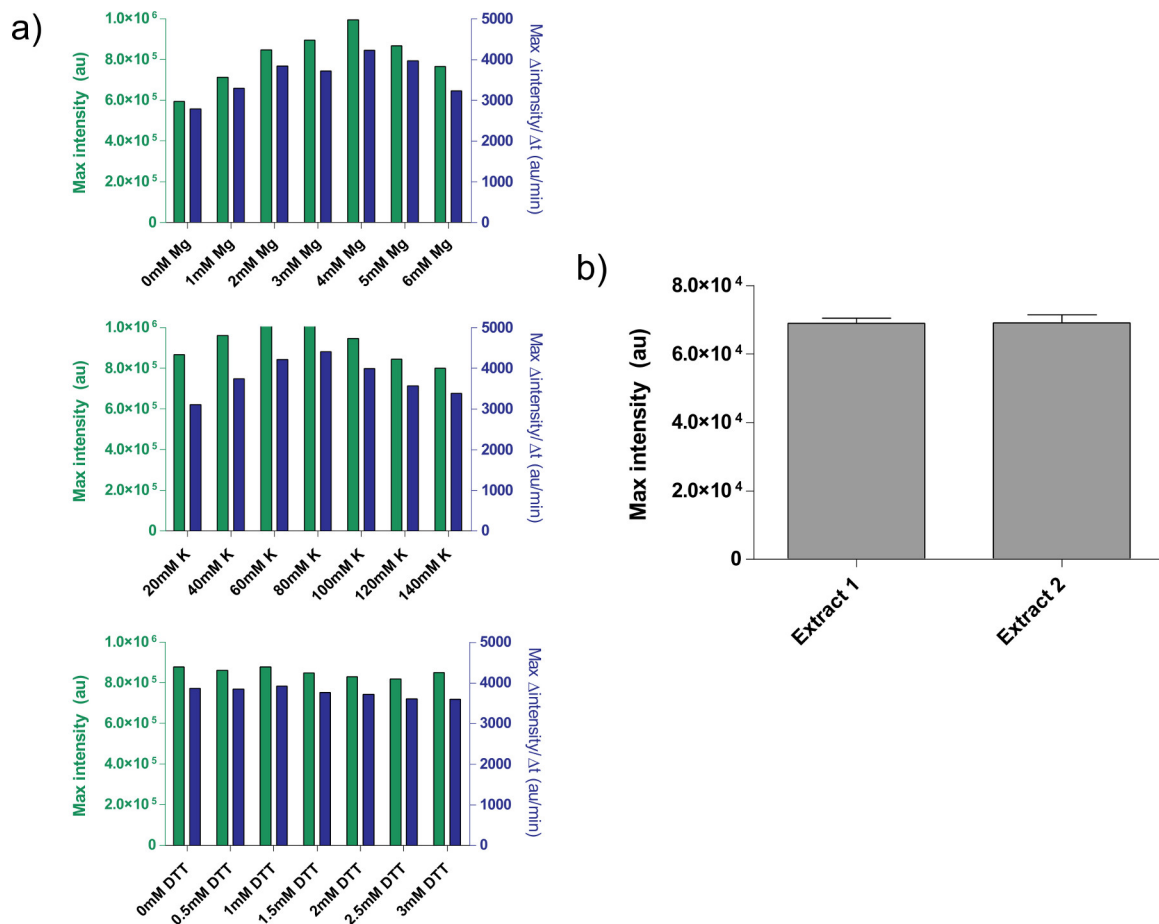 a)
Max intensity (au)
1.0×10⁶
8.0×10⁵
6.0×10⁵
4.0×10⁵
2.0×10⁵
0
5000
4000
3000
2000
1000
0
Max Δintensity/Δt (au/min)
0mM Mg
1mM Mg
2mM Mg
3mM Mg
4mM Mg
5mM Mg
6mM Mg
Max intensity (au)
1.0×10⁶
8.0×10⁵
6.0×10⁵
4.0×10⁵
2.0×10⁵
0
5000
4000
3000
2000
1000
0
Max Δintensity/Δt (au/min)
20mM K
40mM K
60mM K
80mM K
100mM K
120mM K
140mM K
Max intensity (au)
1.0×10⁶
8.0×10⁵
6.0×10⁵
4.0×10⁵
2.0×10⁵
0
5000
4000
3000
2000
1000
0
Max Δintensity/Δt (au/min)
0mM DTT
0.5mM DTT
1mM DTT
1.5mM DTT
2mM DTT
2.5mM DTT
3mM DTT
b)
Max intensity (au)
8.0×10⁴
6.0×10⁴
4.0×10⁴
2.0×10⁴
0
Extract 1
Extract 2